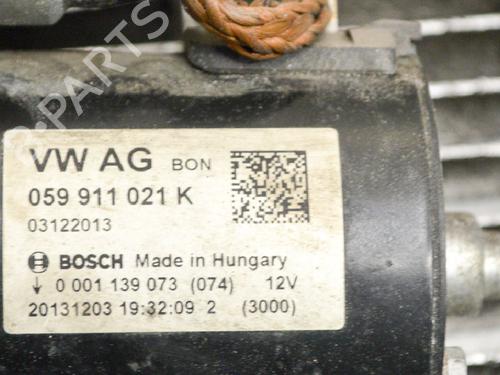 VW AG BON
059 911 021 K
03122013
BOSCH Made in Hungary
↓ 0 001 139 073 (074) 12V
20131203 19:32:09 2 (3000)